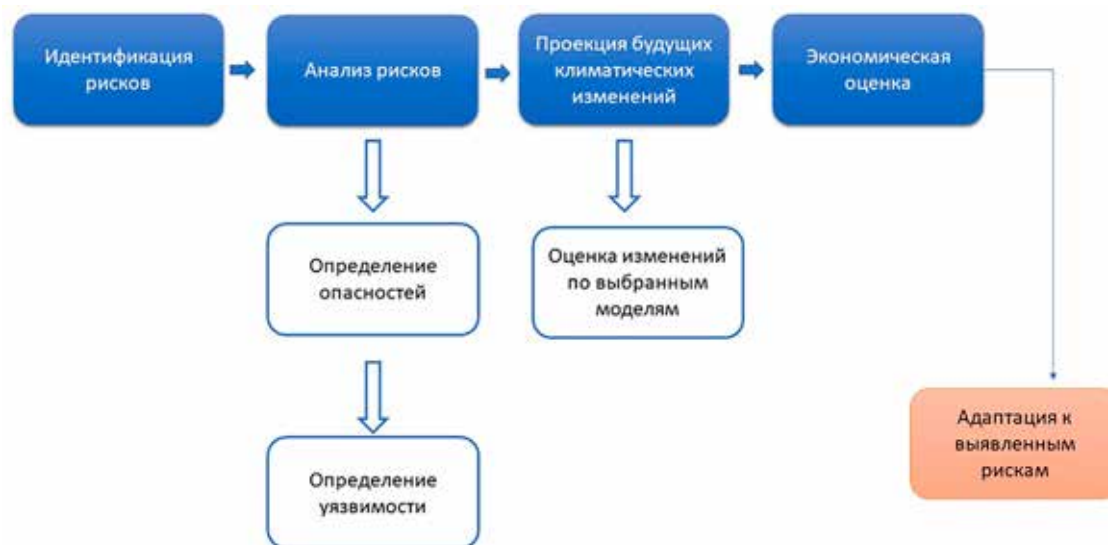 Идентификация
рисков
Анализ рисков
Проекция будущих
климатических
изменений
Экономическая
оценка
Определение
опасностей
Оценка изменений
по выбранным
моделям
Определение
уязвимости
Адаптация к
выявленным
рискам